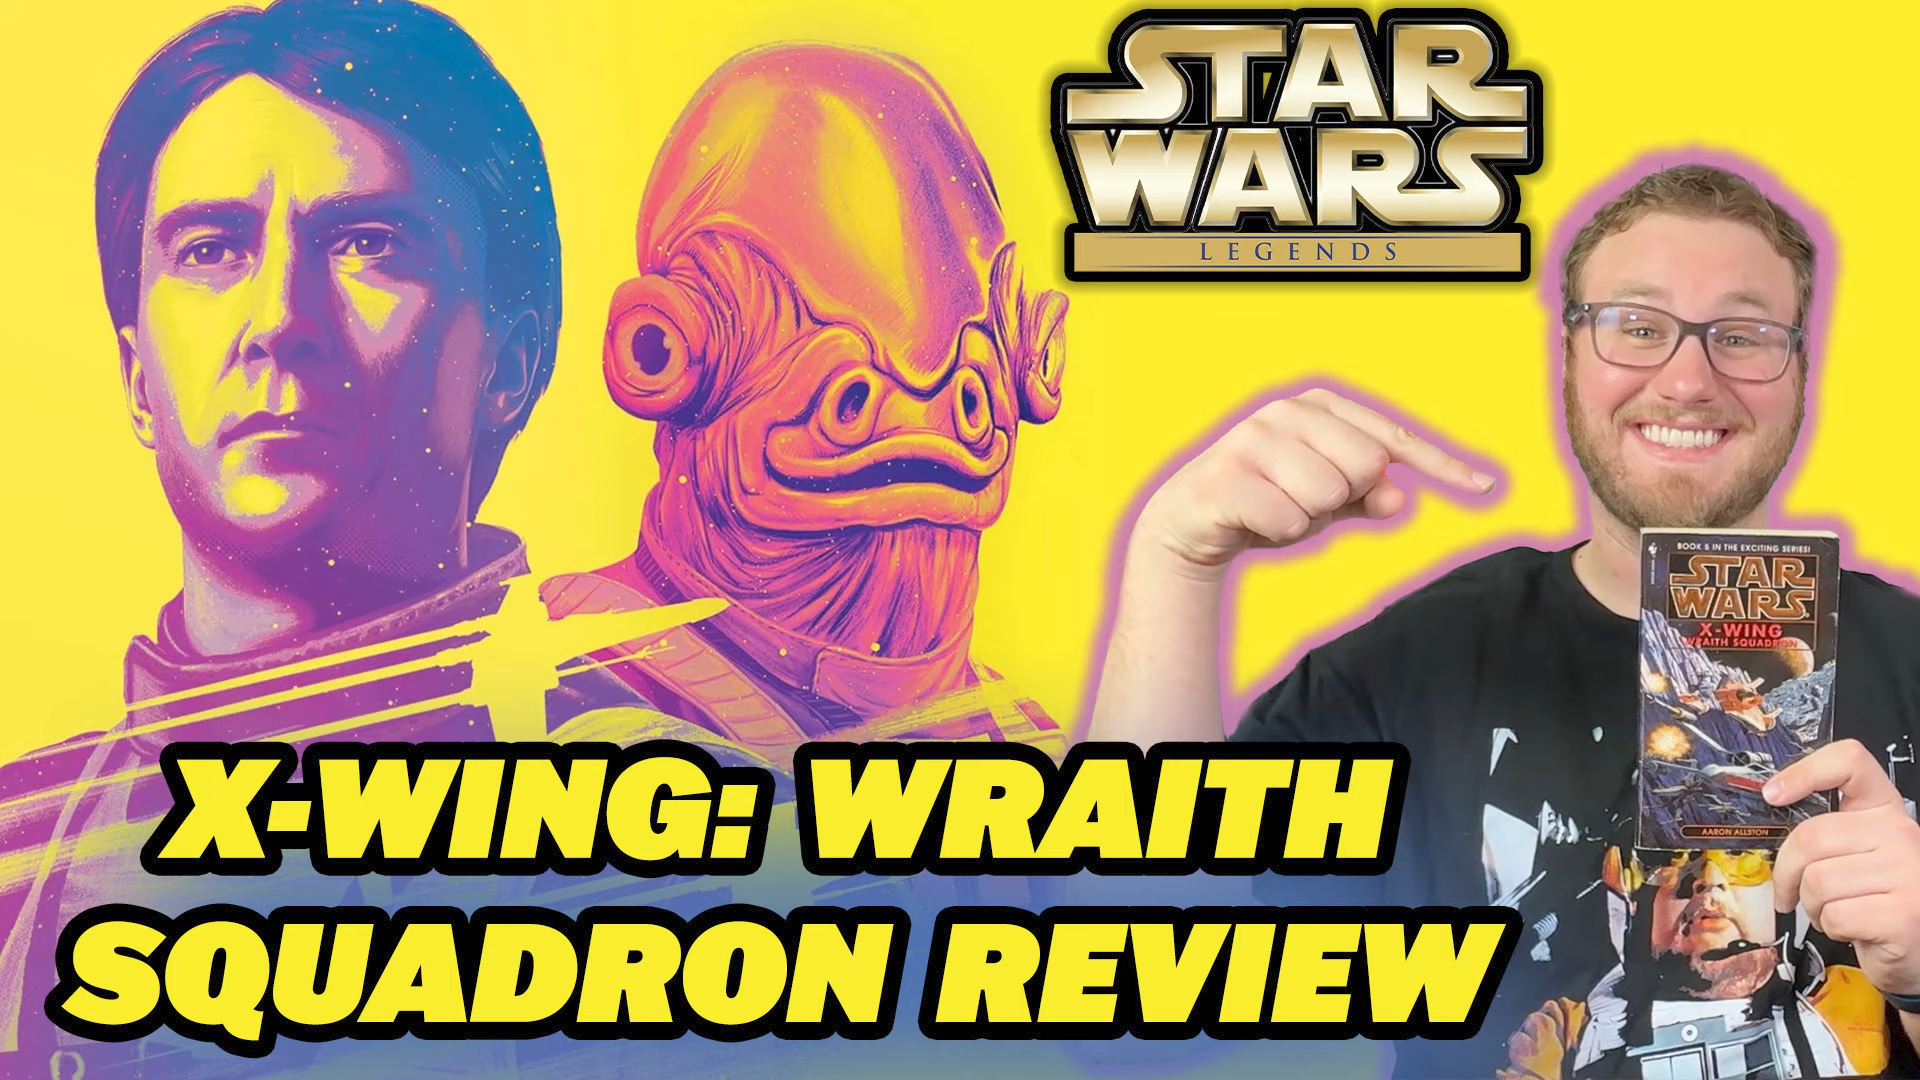 STAR
WARS
LEGENDS
BOOK 5 IN THE EXCITING SERIES!
STAR
WARS
X-WING
WRAITH SQUADRON
AARON ALLSTON
X-WING: WRAITH
SQUADRON REVIEW